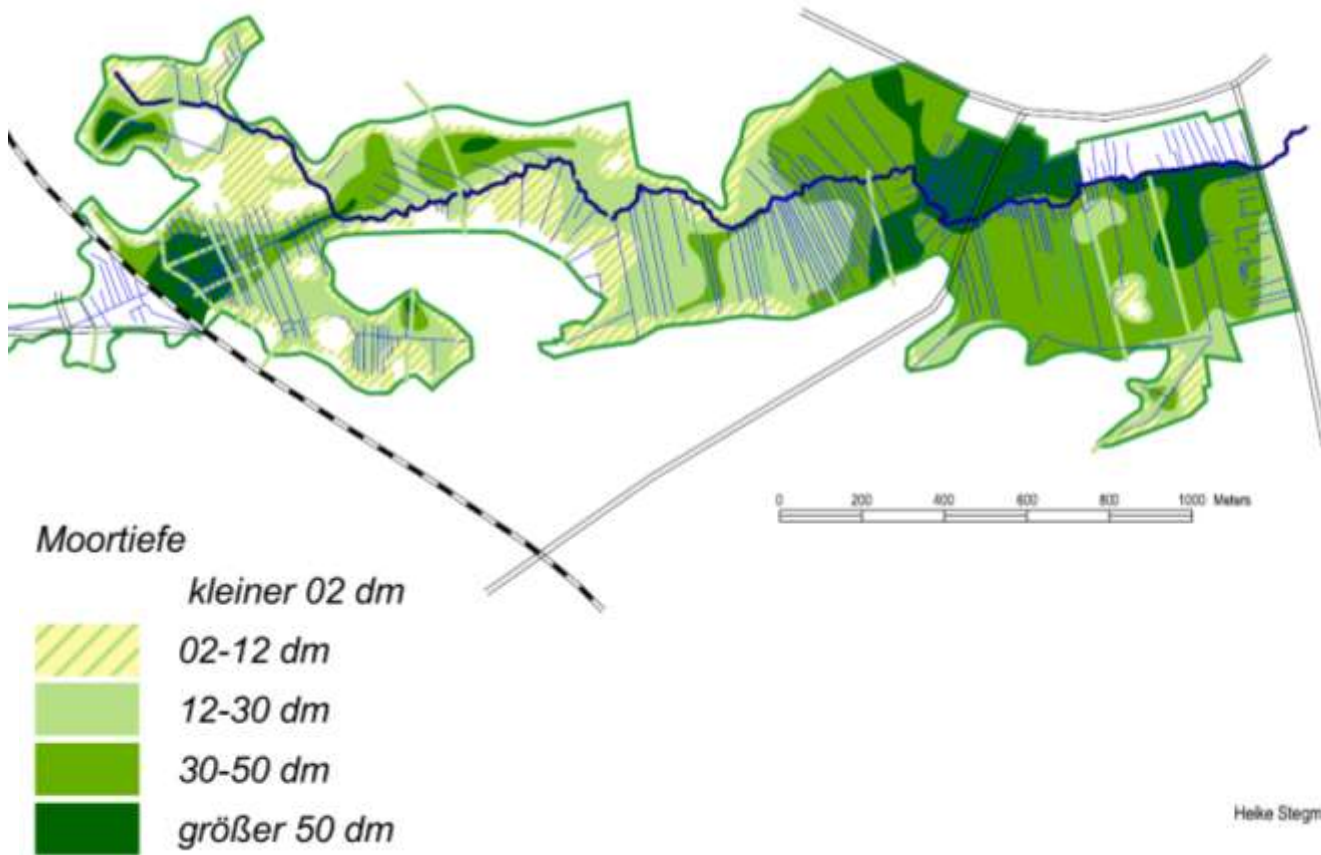 0 200 400 600 800 1000 Meters
Moortiefe
kleiner 02 dm
02-12 dm
12-30 dm
30-50 dm
größer 50 dm
Heike Stegm